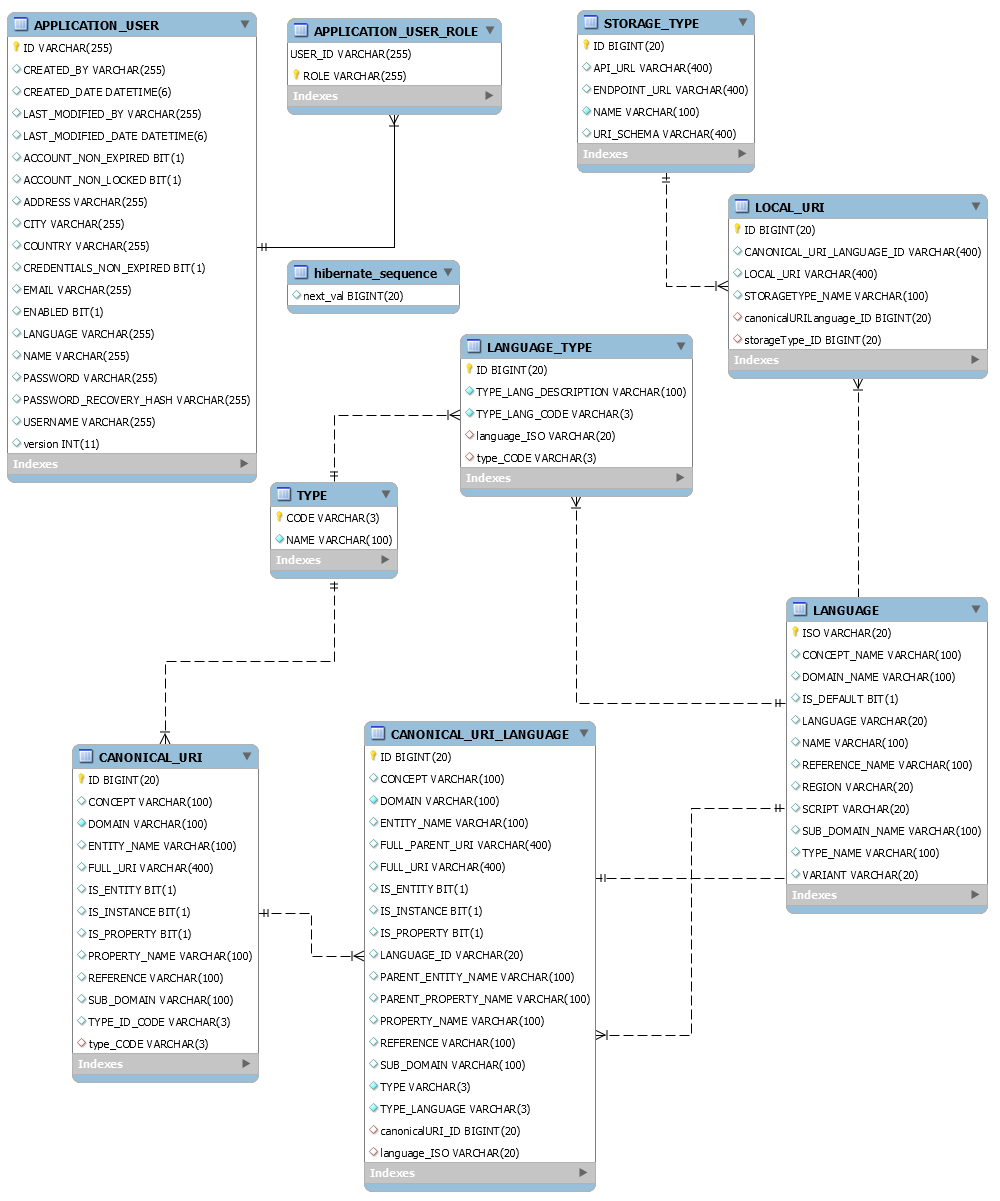 APPLICATION_USER
ID VARCHAR(255)
CREATED_BY VARCHAR(255)
CREATED_DATE DATETIME(6)
LAST_MODIFIED_BY VARCHAR(255)
LAST_MODIFIED_DATE DATETIME(6)
ACCOUNT_NON_EXPIRED BIT(1)
ACCOUNT_NON_LOCKED BIT(1)
ADDRESS VARCHAR(255)
CITY VARCHAR(255)
COUNTRY VARCHAR(255)
CREDENTIALS_NON_EXPIRED BIT(1)
EMAIL VARCHAR(255)
ENABLED BIT(1)
LANGUAGE VARCHAR(255)
NAME VARCHAR(255)
PASSWORD VARCHAR(255)
PASSWORD_RECOVERY_HASH VARCHAR(255)
USERNAME VARCHAR(255)
version INT(11)
Indexes
APPLICATION_USER_ROLE
USER_ID VARCHAR(255)
ROLE VARCHAR(255)
Indexes
STORAGE_TYPE
ID BIGINT(20)
API_URL VARCHAR(400)
ENDPOINT_URL VARCHAR(400)
NAME VARCHAR(100)
URI_SCHEMA VARCHAR(400)
Indexes
LOCAL_URI
ID BIGINT(20)
CANONICAL_URI_LANGUAGE_ID VARCHAR(400)
LOCAL_URI VARCHAR(400)
STORAGETYPE_NAME VARCHAR(100)
canonicalURILanguage_ID BIGINT(20)
storageType_ID BIGINT(20)
Indexes
hibernate_sequence
next_val BIGINT(20)
LANGUAGE_TYPE
ID BIGINT(20)
TYPE_LANG_DESCRIPTION VARCHAR(100)
TYPE_LANG_CODE VARCHAR(3)
language_ISO VARCHAR(20)
type_CODE VARCHAR(3)
Indexes
TYPE
CODE VARCHAR(3)
NAME VARCHAR(100)
Indexes
LANGUAGE
ISO VARCHAR(20)
CONCEPT_NAME VARCHAR(100)
DOMAIN_NAME VARCHAR(100)
IS_DEFAULT BIT(1)
LANGUAGE VARCHAR(20)
NAME VARCHAR(100)
REFERENCE_NAME VARCHAR(100)
REGION VARCHAR(20)
SCRIPT VARCHAR(20)
SUB_DOMAIN_NAME VARCHAR(100)
TYPE_NAME VARCHAR(100)
VARIANT VARCHAR(20)
Indexes
CANONICAL_URI
ID BIGINT(20)
CONCEPT VARCHAR(100)
DOMAIN VARCHAR(100)
ENTITY_NAME VARCHAR(100)
FULL_URI VARCHAR(400)
IS_ENTITY BIT(1)
IS_INSTANCE BIT(1)
IS_PROPERTY BIT(1)
PROPERTY_NAME VARCHAR(100)
REFERENCE VARCHAR(100)
SUB_DOMAIN VARCHAR(100)
TYPE_ID_CODE VARCHAR(3)
type_CODE VARCHAR(3)
Indexes
CANONICAL_URI_LANGUAGE
ID BIGINT(20)
CONCEPT VARCHAR(100)
DOMAIN VARCHAR(100)
ENTITY_NAME VARCHAR(100)
FULL_PARENT_URI VARCHAR(400)
FULL_URI VARCHAR(400)
IS_ENTITY BIT(1)
IS_INSTANCE BIT(1)
IS_PROPERTY BIT(1)
LANGUAGE_ID VARCHAR(20)
PARENT_ENTITY_NAME VARCHAR(100)
PARENT_PROPERTY_NAME VARCHAR(100)
PROPERTY_NAME VARCHAR(100)
REFERENCE VARCHAR(100)
SUB_DOMAIN VARCHAR(100)
TYPE VARCHAR(3)
TYPE_LANGUAGE VARCHAR(3)
canonicalURI_ID BIGINT(20)
language_ISO VARCHAR(20)
Indexes